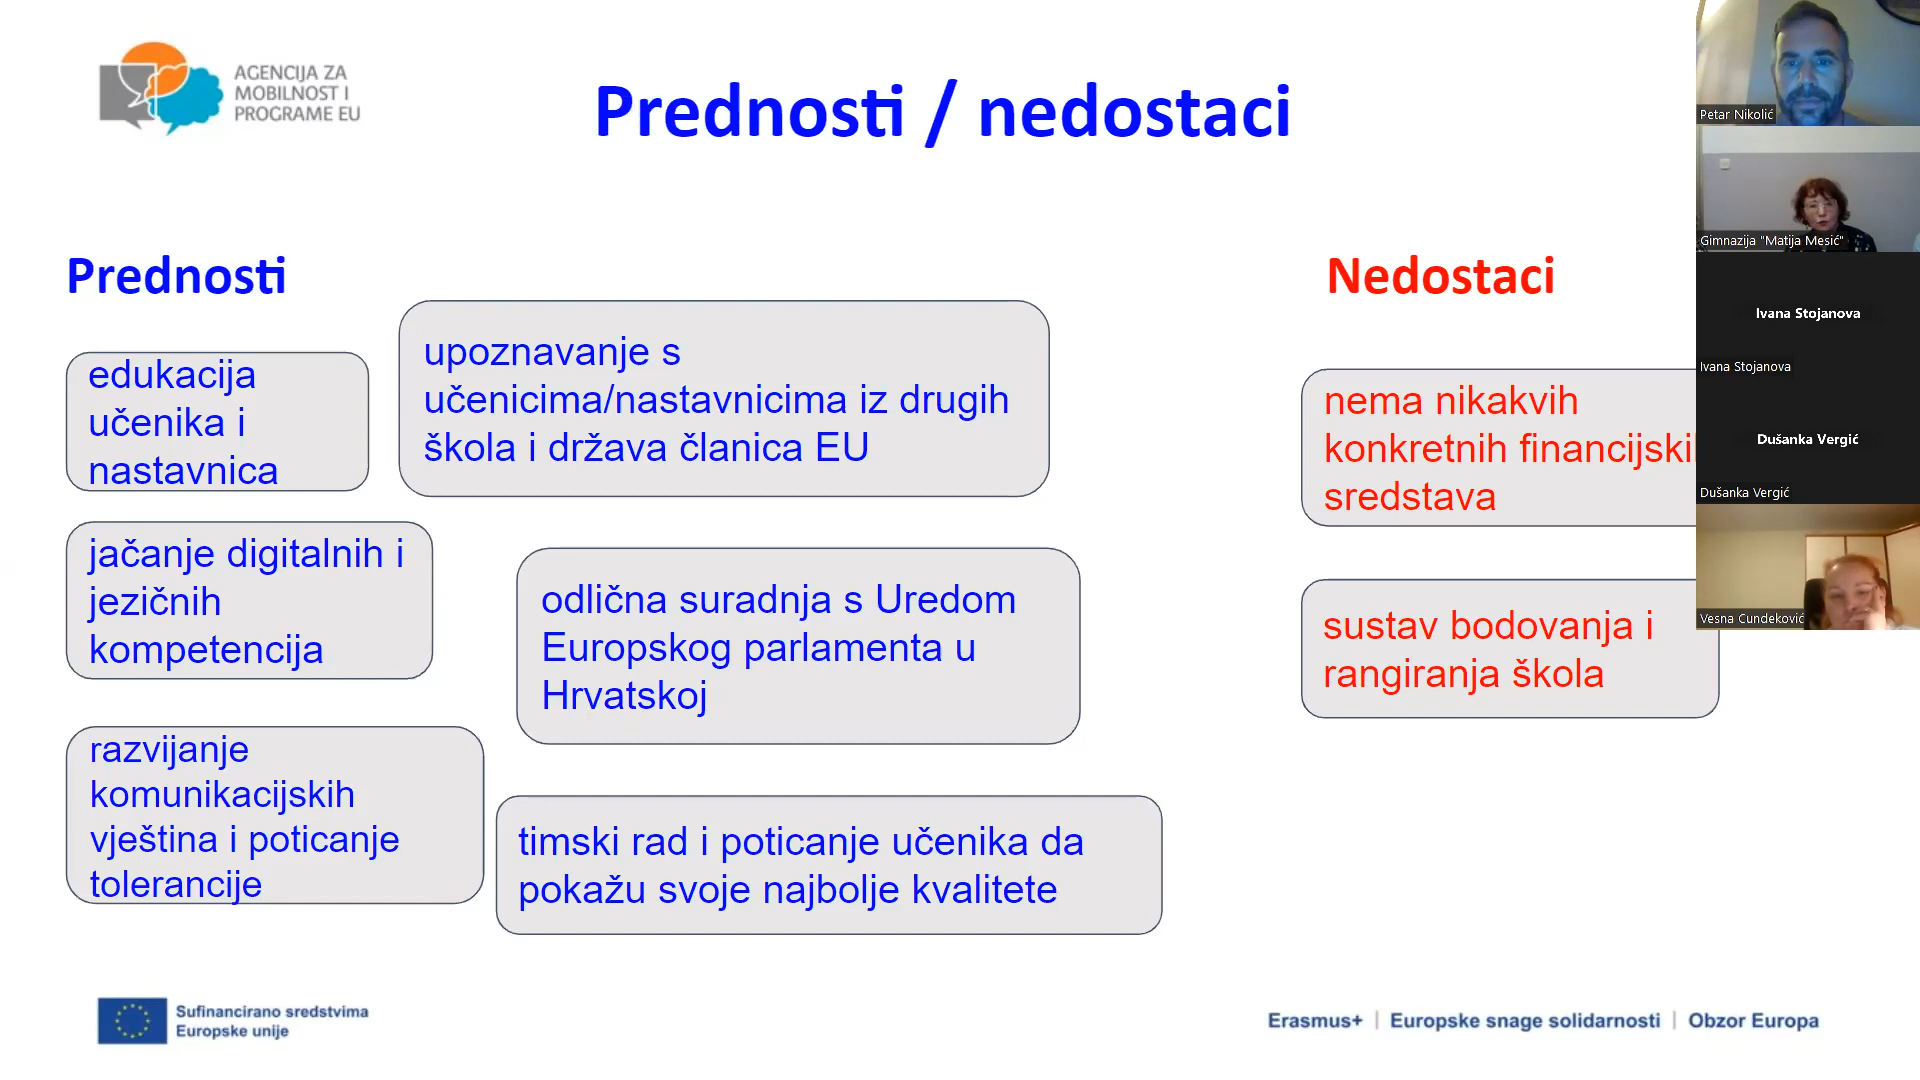 AGENCIJA ZA
MOBILNOST I
PROGRAME EU
Prednosti / nedostaci
Prednosti
edukacija
učenika i
nastavnica
upoznavanje s
učenicima/nastavnicima iz drugih
škola i država članica EU
jačanje digitalnih i
jezičnih
kompetencija
odlična suradnja s Uredom
Europskog parlamenta u
Hrvatskoj
razvijanje
komunikacijskih
vještina i poticanje
tolerancije
timski rad i poticanje učenika da
pokažu svoje najbolje kvalitete
Nedostaci
nema nikakvih
konkretnih financijski
sredstava
sustav bodovanja i
rangiranja škola
Petar Nikolić
Gimnazija "Matija Mesić"
Ivana Stojanova
Ivana Stojanova
Dušanka Vergić
Dušanka Vergić
Vesna Cundeković
Sufinancirano sredstvima
Europske unije
Erasmus+ | Europske snage solidarnosti | Obzor Europa